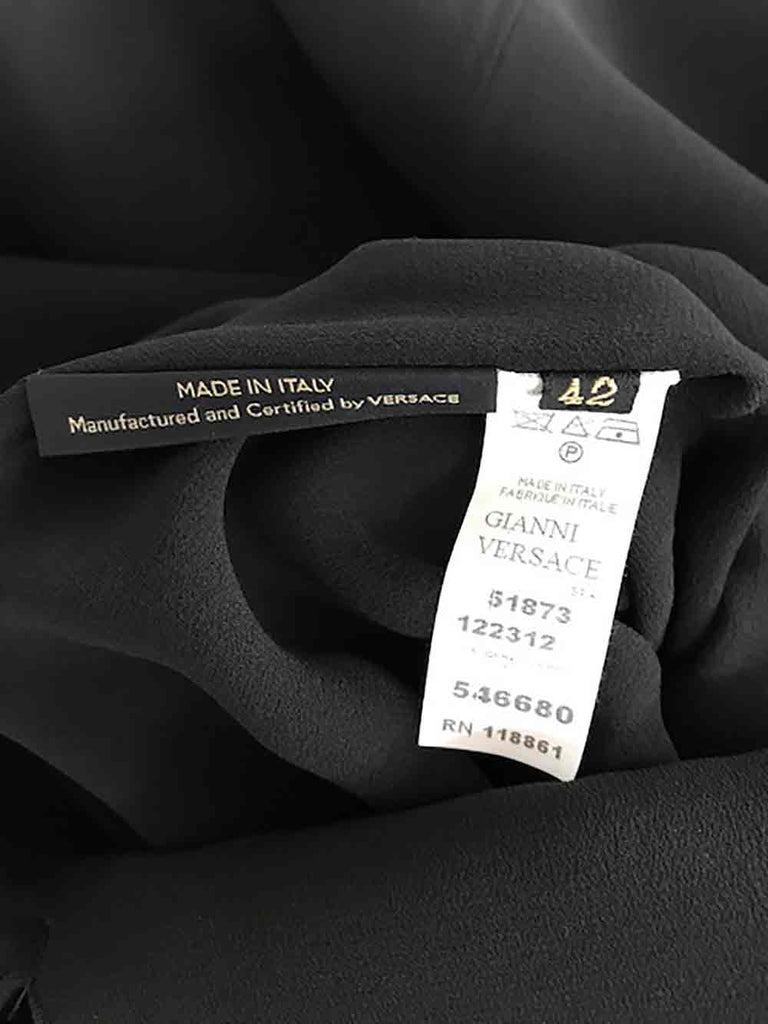 MADE IN ITALY
Manufactured and Certified by VERSACE
42
P
MADE IN ITALY
FABRIQUE IN ITALIE
GIANNI
VERSACE
51873
122312
546680
RN 118861